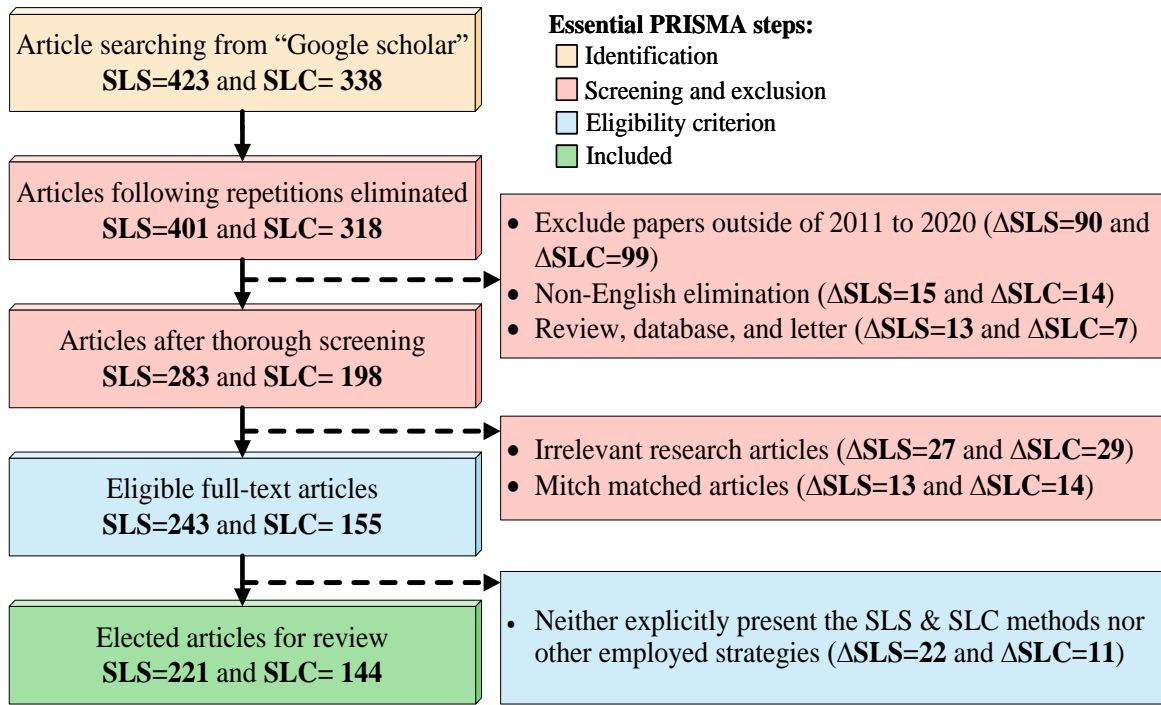 Article searching from “Google scholar”
SLS=423 and SLC= 338
Essential PRISMA steps:
Identification
Screening and exclusion
Eligibility criterion
Included
Articles following repetitions eliminated
SLS=401 and SLC= 318
• Exclude papers outside of 2011 to 2020 (ΔSLS=90 and
ΔSLC=99)
• Non-English elimination (ΔSLS=15 and ΔSLC=14)
• Review, database, and letter (ΔSLS=13 and ΔSLC=7)
Articles after thorough screening
SLS=283 and SLC= 198
• Irrelevant research articles (ΔSLS=27 and ΔSLC=29)
• Mitch matched articles (ΔSLS=13 and ΔSLC=14)
Eligible full-text articles
SLS=243 and SLC= 155
• Neither explicitly present the SLS & SLC methods nor
other employed strategies (ΔSLS=22 and ΔSLC=11)
Elected articles for review
SLS=221 and SLC= 144